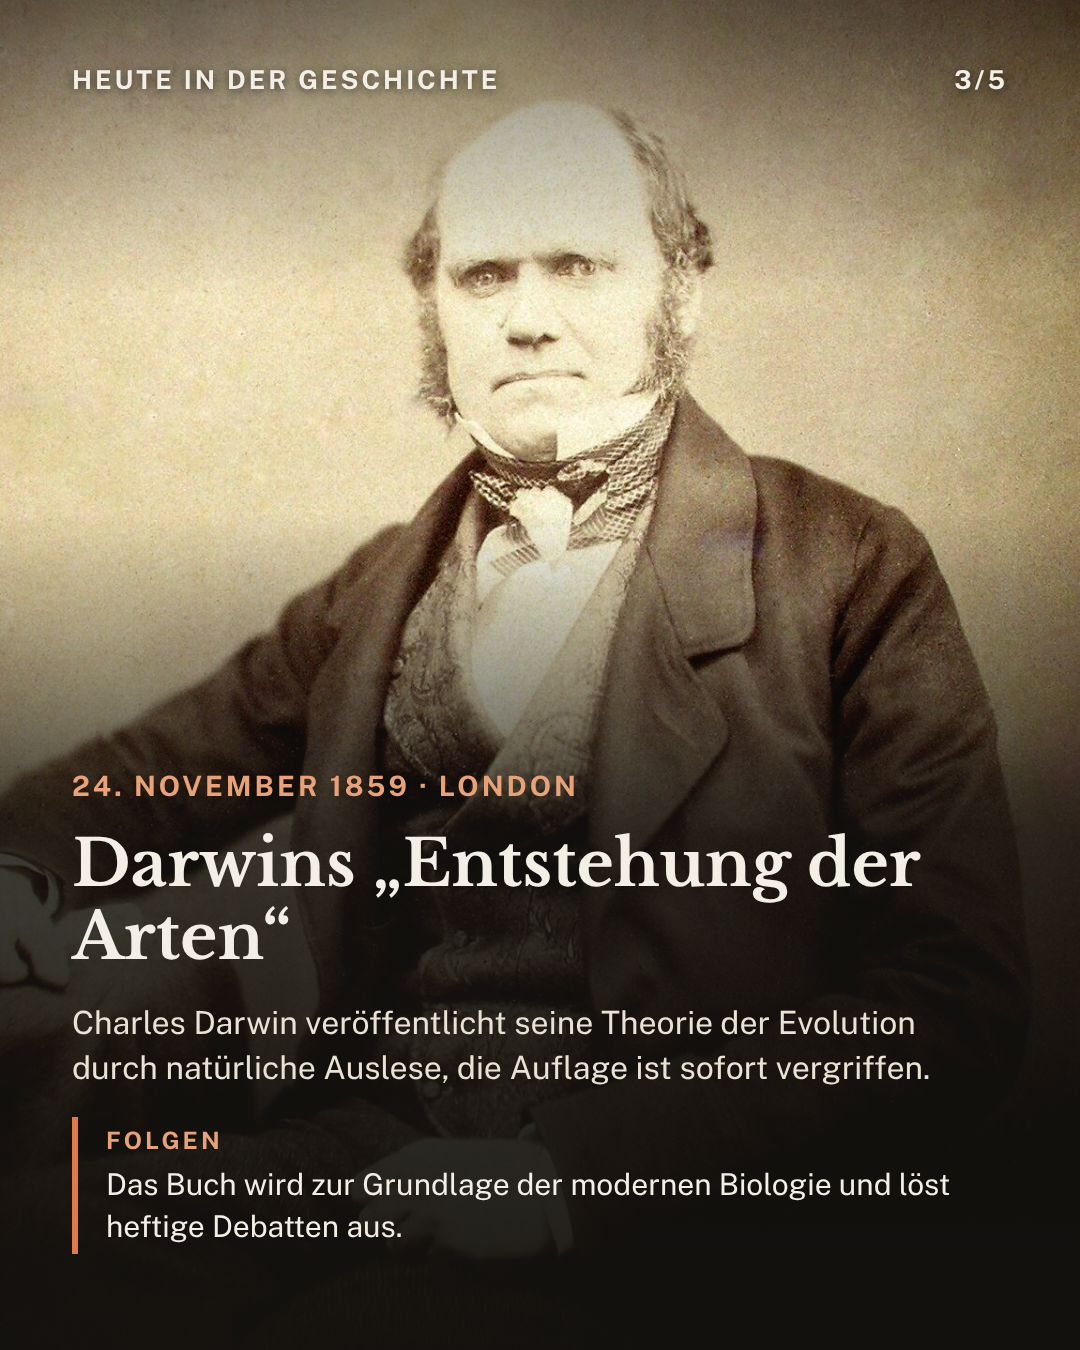 HEUTE IN DER GESCHICHTE
3/5
24. NOVEMBER 1859 · LONDON
Darwins „Entstehung der
Arten“
Charles Darwin veröffentlicht seine Theorie der Evolution
durch natürliche Auslese, die Auflage ist sofort vergriffen.
FOLGEN
Das Buch wird zur Grundlage der modernen Biologie und löst
heftige Debatten aus.